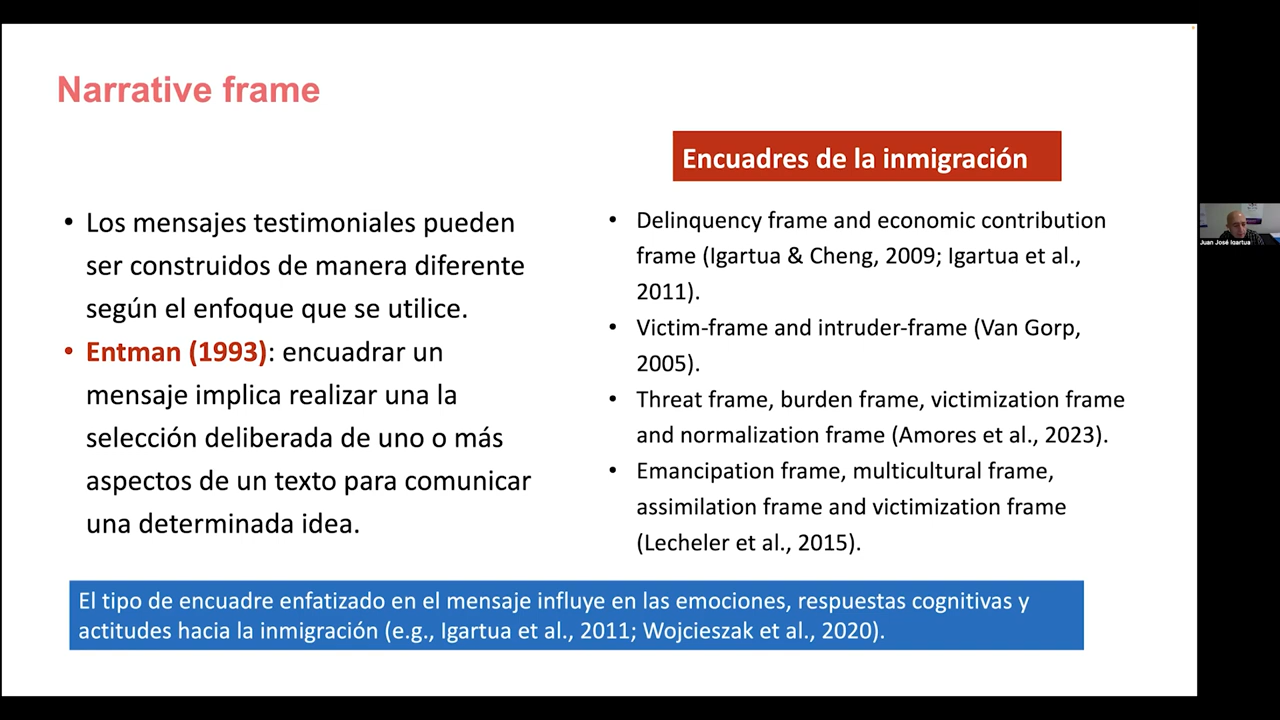 Narrative frame
• Los mensajes testimoniales pueden
ser construidos de manera diferente
según el enfoque que se utilice.
• Entman (1993): encuadrar un
mensaje implica realizar una la
selección deliberada de uno o más
aspectos de un texto para comunicar
una determinada idea.
Encuadres de la inmigración
• Delinquency frame and economic contribution
frame (Igartua & Cheng, 2009; Igartua et al.,
2011).
• Victim-frame and intruder-frame (Van Gorp,
2005).
• Threat frame, burden frame, victimization frame
and normalization frame (Amores et al., 2023).
• Emancipation frame, multicultural frame,
assimilation frame and victimization frame
(Lecheler et al., 2015).
El tipo de encuadre enfatizado en el mensaje influye en las emociones, respuestas cognitivas y
actitudes hacia la inmigración (e.g., Igartua et al., 2011; Wojcieszak et al., 2020).
Juan José Igartua